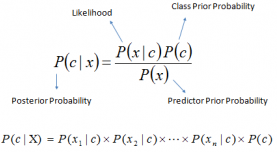 Likelihood
Class Prior Probability
P(c | x) = P(x | c)P(c) / P(x)
Posterior Probability
Predictor Prior Probability
P(c | X) = P(x₁ | c) × P(x₂ | c) × ⋯ × P(xₙ | c) × P(c)